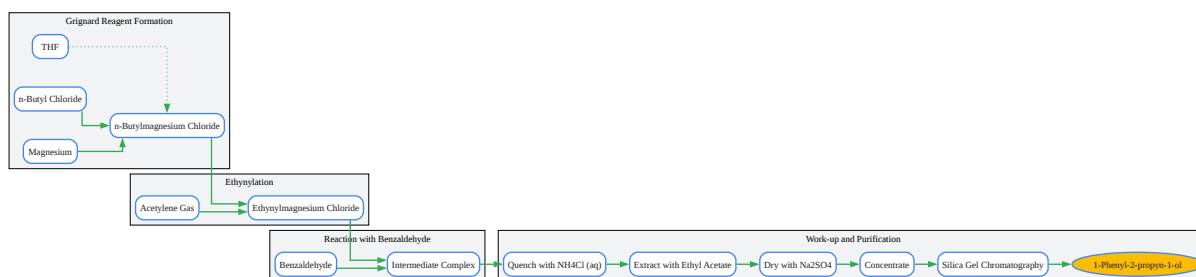 Grignard Reagent Formation
THF
n-Butyl Chloride
n-Butylmagnesium Chloride
Magnesium
Ethynylation
Acetylene Gas
Ethynylmagnesium Chloride
Reaction with Benzaldehyde
Benzaldehyde
Intermediate Complex
Work-up and Purification
Quench with NH4Cl (aq)
Extract with Ethyl Acetate
Dry with Na2SO4
Concentrate
Silica Gel Chromatography
1-Phenyl-2-propyn-1-ol